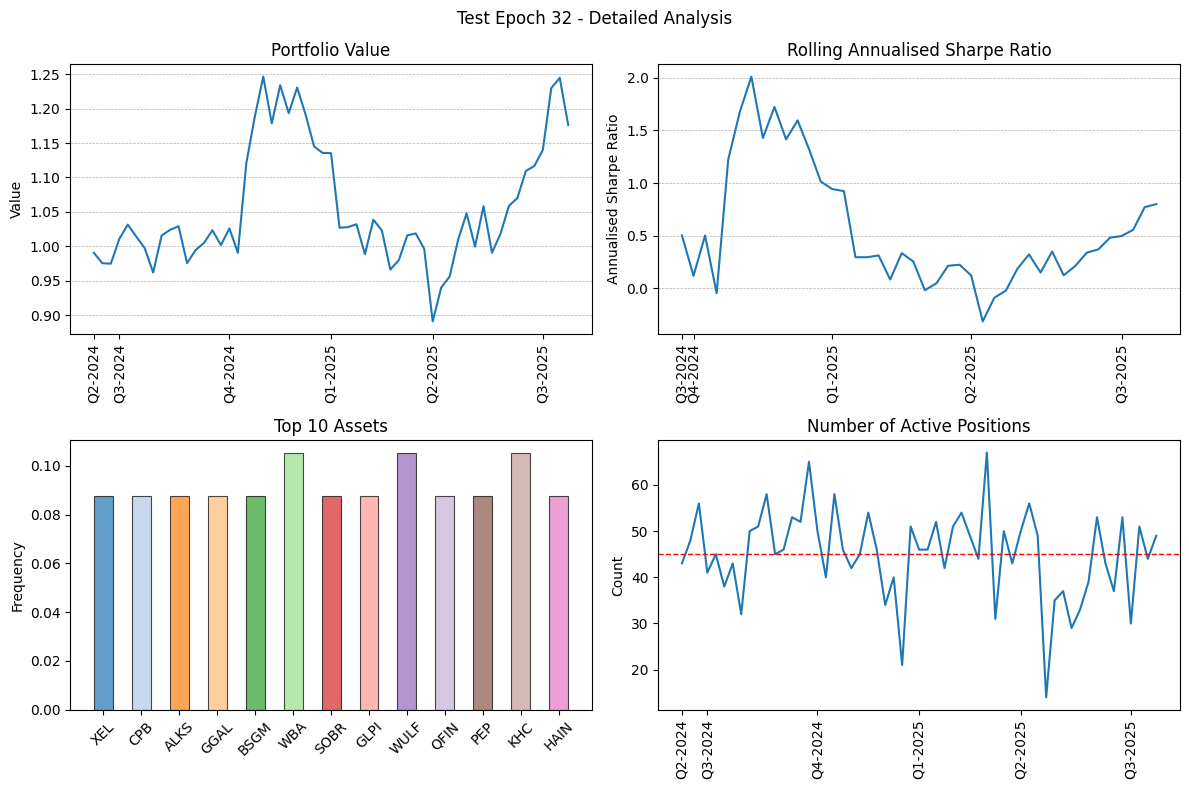 Test Epoch 32 - Detailed Analysis
Portfolio Value
Value
1.25
1.20
1.15
1.10
1.05
1.00
0.95
0.90
Q2-2024
Q3-2024
Q4-2024
Q1-2025
Q2-2025
Q3-2025
Rolling Annualised Sharpe Ratio
Annualised Sharpe Ratio
2.0
1.5
1.0
0.5
0.0
Q3-2024
Q4-2024
Q1-2025
Q2-2025
Q3-2025
Top 10 Assets
Frequency
0.10
0.08
0.06
0.04
0.02
0.00
XEL
CPB
ALKS
GGAL
BSGM
WBA
SOBR
GLPI
WULF
QFIN
PEP
KHC
HAIN
Number of Active Positions
Count
60
50
40
30
20
Q2-2024
Q3-2024
Q4-2024
Q1-2025
Q2-2025
Q3-2025